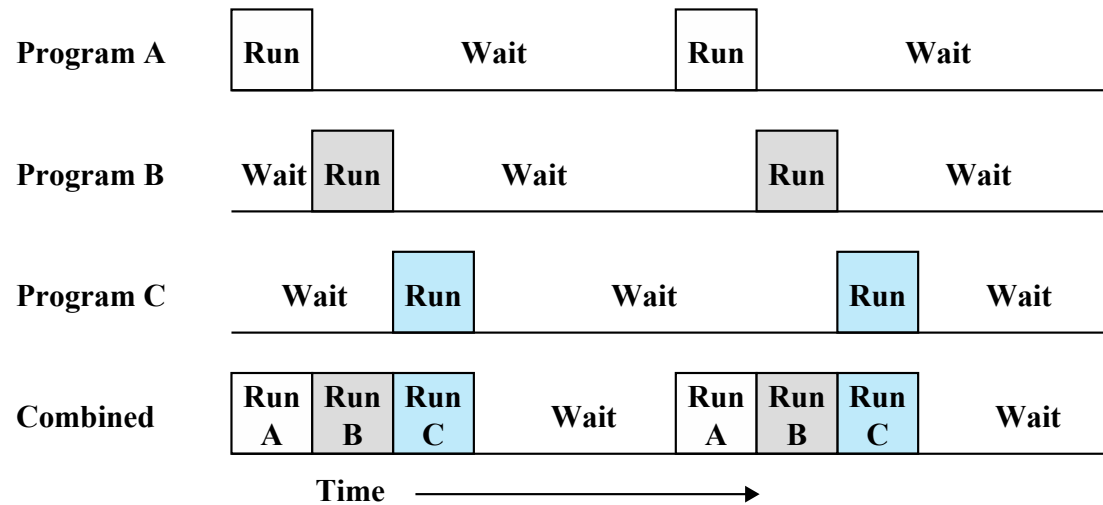 Program A Run Wait Run Wait
Program B Wait Run Wait Run Wait
Program C Wait Run Wait Run Wait
Combined Run A Run B Run C Wait Run A Run B Run C Wait
Time